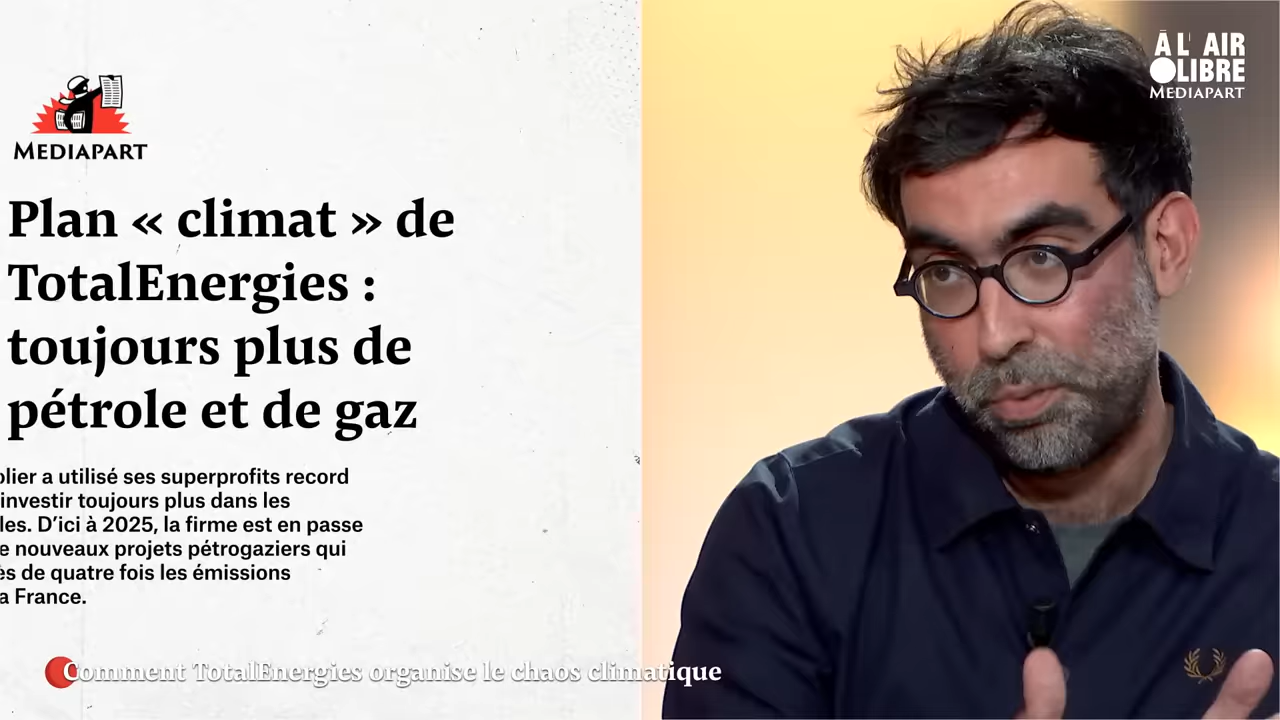 MEDIAPART
Plan « climat » de
TotalEnergies :
toujours plus de
pétrole et de gaz
olier a utilisé ses superprofits record
investir toujours plus dans les
les. D’ici à 2025, la firme est en passe
e nouveaux projets pétrogaziers qui
ès de quatre fois les émissions
a France.
Comment TotalEnergies organise le chaos climatique
À L' AIR
LIBRE
MEDIAPART